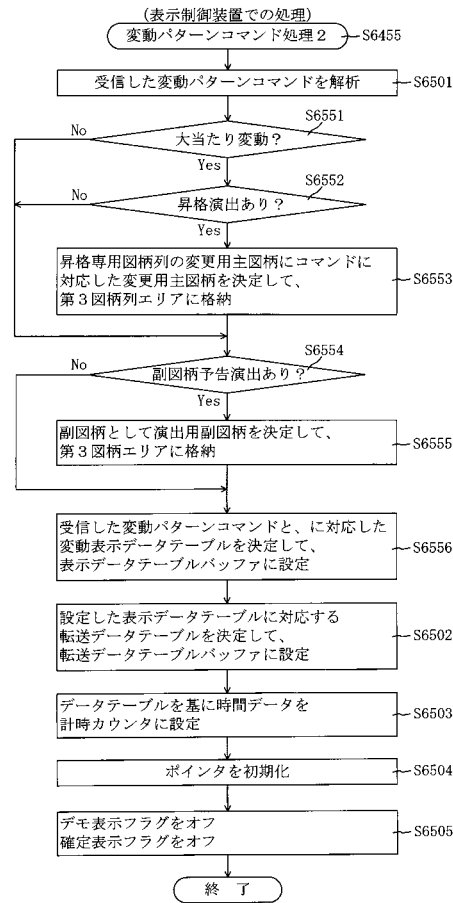 (表示制御装置での処理)
変動パターンコマンド処理2
S6455
受信した変動パターンコマンドを解析
S6501
S6551
No
大当たり変動？
Yes
S6552
No
昇格演出あり？
Yes
昇格専用図柄列の変更用主図柄にコマンドに
対応した変更用主図柄を決定して、
第3図柄列エリアに格納
S6553
S6554
No
副図柄予告演出あり？
Yes
副図柄として演出用副図柄を決定して、
第3図柄エリアに格納
S6555
受信した変動パターンコマンドと、に対応した
変動表示データテーブルを決定して、
表示データテーブルバッファに設定
S6556
設定した表示データテーブルに対応する
転送データテーブルを決定して、
転送データテーブルバッファに設定
S6502
データテーブルを基に時間データを
計時カウンタに設定
S6503
ポインタを初期化
S6504
デモ表示フラグをオフ
確定表示フラグをオフ
S6505
終 了